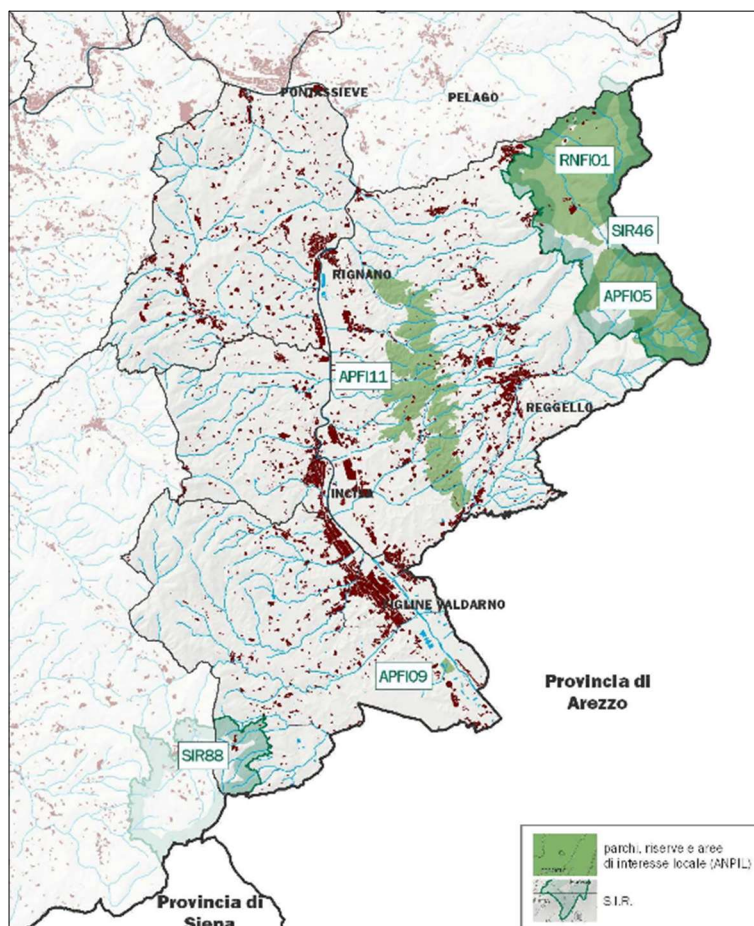 PONTASSIEVE
PELAGO
RNFI01
SIR46
RIGNANO
APFI05
APFI11
REGGELLO
INCISA
FIGLINE VALDARNO
APFI09
Provincia di
Arezzo
SIR88
parchi, riserve e aree
di interesse locale (ANPIL)
S.I.R.
Provincia di
Siena